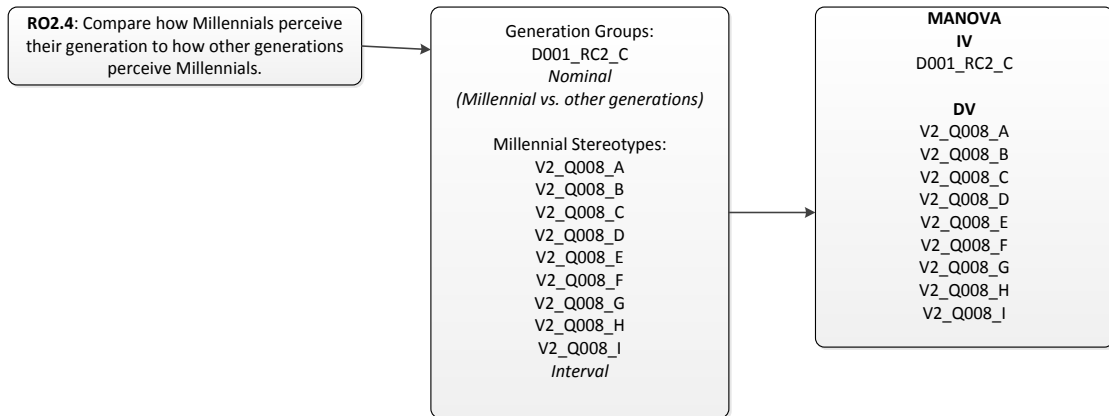 RO2.4: Compare how Millennials perceive
their generation to how other generations
perceive Millennials.
Generation Groups:
D001_RC2_C
Nominal
(Millennial vs. other generations)
Millennial Stereotypes:
V2_Q008_A
V2_Q008_B
V2_Q008_C
V2_Q008_D
V2_Q008_E
V2_Q008_F
V2_Q008_G
V2_Q008_H
V2_Q008_I
Interval
MANOVA
IV
D001_RC2_C
DV
V2_Q008_A
V2_Q008_B
V2_Q008_C
V2_Q008_D
V2_Q008_E
V2_Q008_F
V2_Q008_G
V2_Q008_H
V2_Q008_I